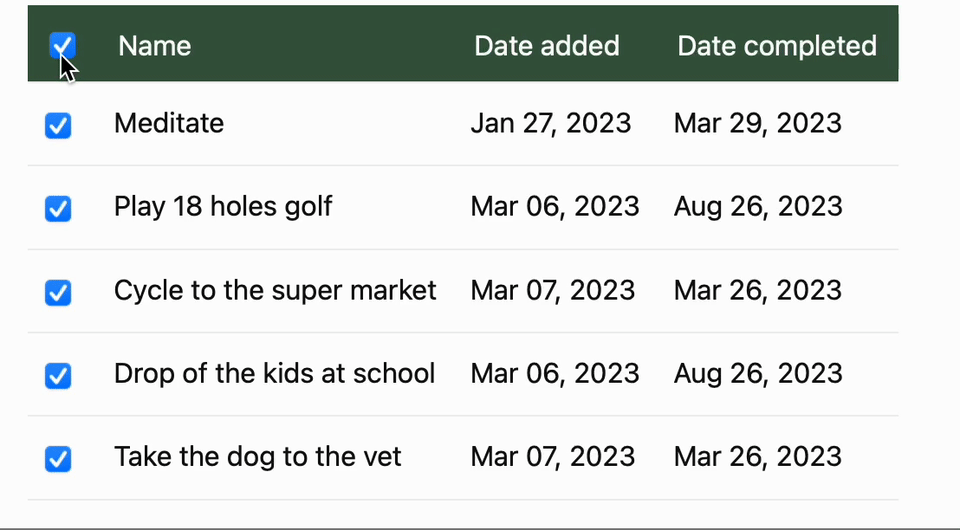 Name Date added Date completed
Meditate Jan 27, 2023 Mar 29, 2023
Play 18 holes golf Mar 06, 2023 Aug 26, 2023
Cycle to the super market Mar 07, 2023 Mar 26, 2023
Drop of the kids at school Mar 06, 2023 Aug 26, 2023
Take the dog to the vet Mar 07, 2023 Mar 26, 2023